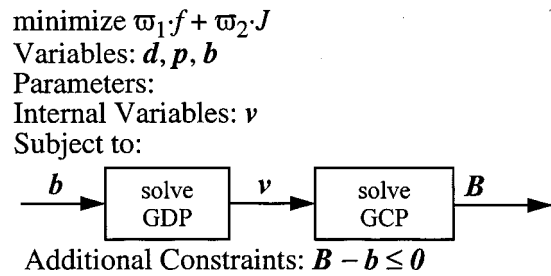 minimize ϖ₁·f + ϖ₂·J
Variables: d, p, b
Parameters:
Internal Variables: v
Subject to:
b solve GDP v solve GCP B
Additional Constraints: B − b ≤ 0